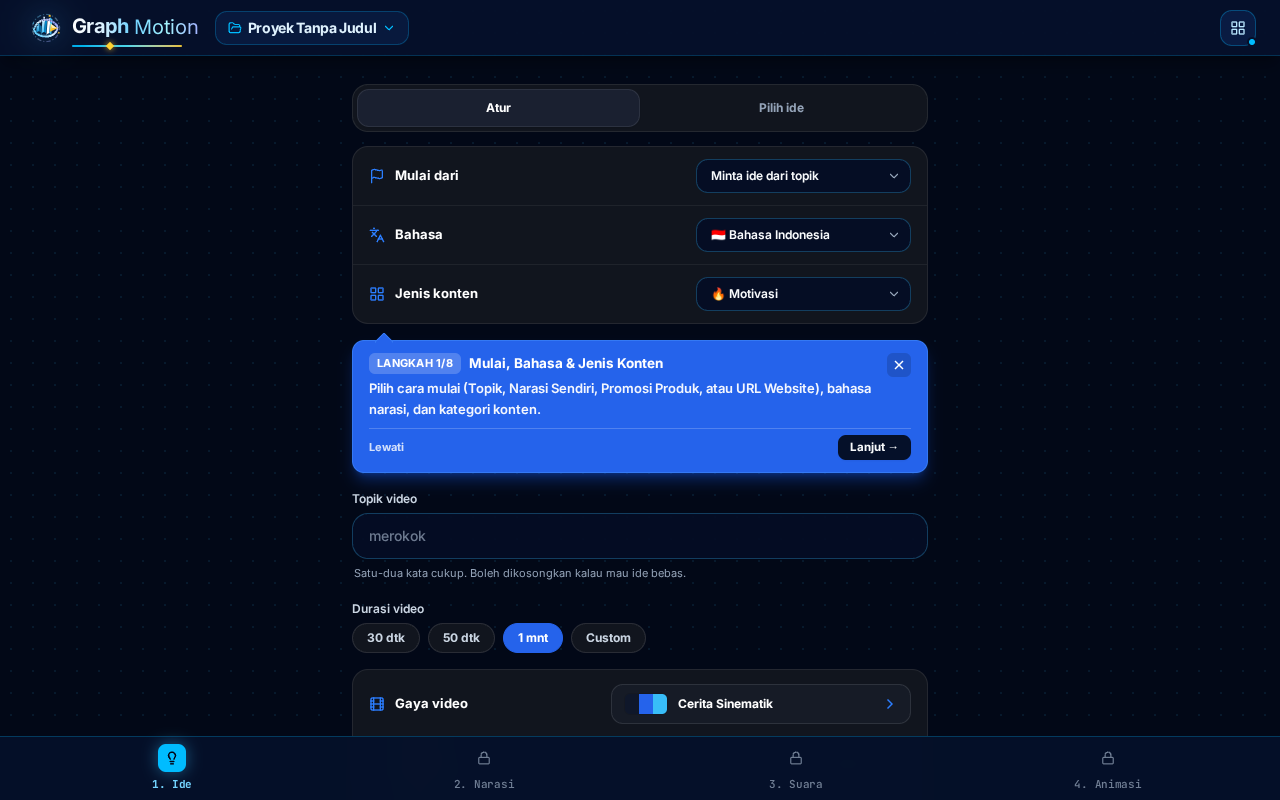 Graph Motion
Proyek Tanpa Judul
Atur
Pilih ide
Mulai dari
Minta ide dari topik
Bahasa
🇮🇩 Bahasa Indonesia
Jenis konten
🔥 Motivasi
LANGKAH 1/8 Mulai, Bahasa & Jenis Konten
Pilih cara mulai (Topik, Narasi Sendiri, Promosi Produk, atau URL Website), bahasa
narasi, dan kategori konten.
Lewati
Lanjut →
Topik video
merokok
Satu-dua kata cukup. Boleh dikosongkan kalau mau ide bebas.
Durasi video
30 dtk
50 dtk
1 mnt
Custom
Gaya video
Cerita Sinematik
1. Ide
2. Narasi
3. Suara
4. Animasi